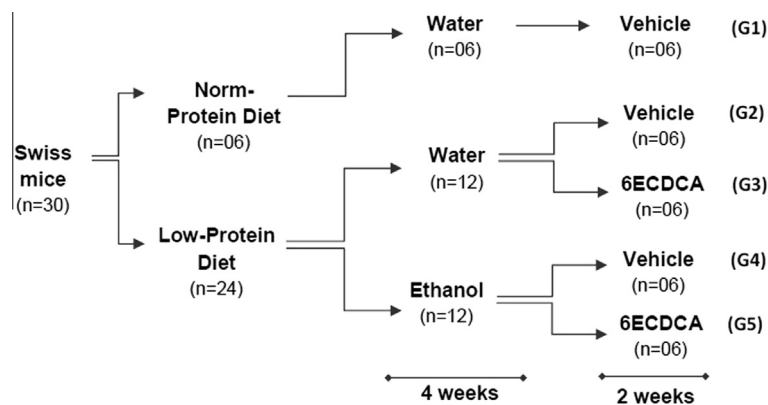 Swiss
mice
(n=30)
Norm-
Protein Diet
(n=06)
Low-Protein
Diet
(n=24)
Water
(n=06)
Water
(n=12)
Ethanol
(n=12)
Vehicle
(n=06)
(G1)
Vehicle
(n=06)
(G2)
6ECDCA
(n=06)
(G3)
Vehicle
(n=06)
(G4)
6ECDCA
(n=06)
(G5)
4 weeks
2 weeks